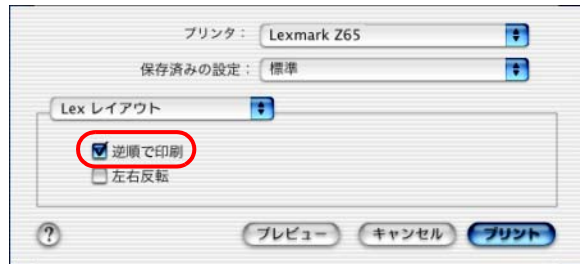 プリンタ： Lexmark Z65
保存済みの設定： 標準
Lex レイアウト
逆順で印刷
左右反転
? プレビュー キャンセル プリント